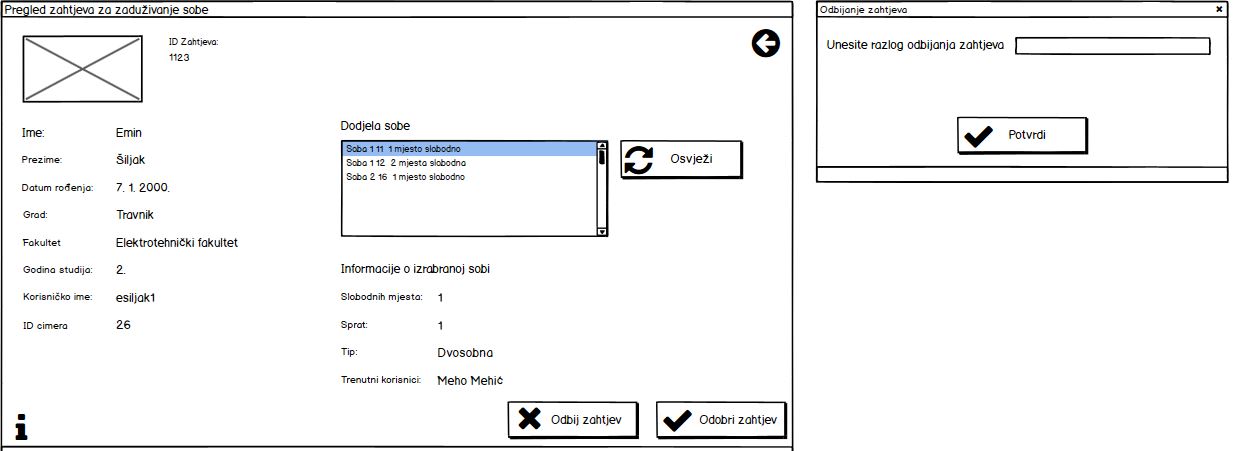 Pregled zahtjeva za zaduživanje sobe
ID Zahtjeva:
1123
Ime: Emin
Prezime: Šiljak
Datum rođenja: 7. 1. 2000.
Grad: Travnik
Fakultet Elektrotehnički fakultet
Godina studija: 2.
Korisničko ime: esiljak1
ID cimera 26
Dodjela sobe
Soba 1 11 1 mjesto slobodno
Soba 1 12 2 mjesta slobodna
Soba 2 16 1 mjesto slobodno
Osvježi
Informacije o izrabranoj sobi
Slobodnih mjesta: 1
Sprat: 1
Tip: Dvosobna
Trenutni korisnici: Meho Mehić
Odbij zahtjev
Odobri zahtjev
Odbijanje zahtjeva
Unesite razlog odbijanja zahtjeva
Potvrdi